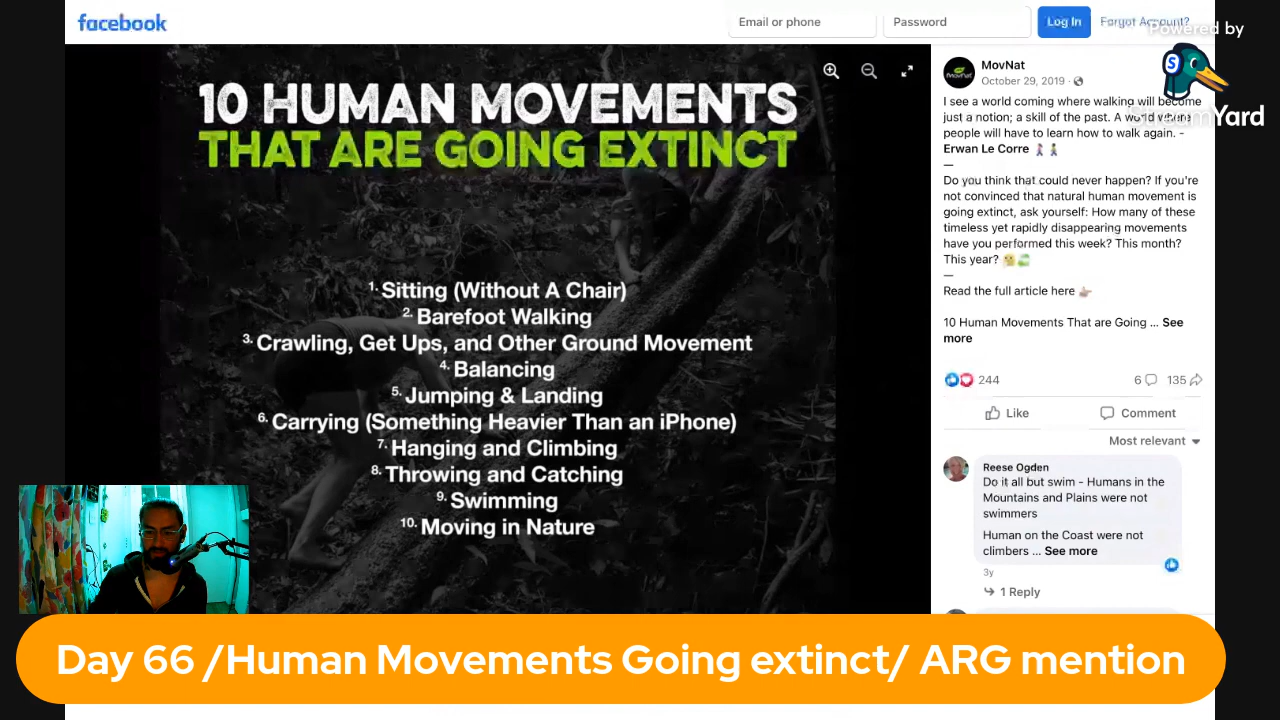 facebook
Email or phone
Password
Log In
Forgot Account?
Powered by
StreamYard
10 HUMAN MOVEMENTS
THAT ARE GOING EXTINCT
1. Sitting (Without A Chair)
2. Barefoot Walking
3. Crawling, Get Ups, and Other Ground Movement
4. Balancing
5. Jumping & Landing
6. Carrying (Something Heavier Than an iPhone)
7. Hanging and Climbing
8. Throwing and Catching
9. Swimming
10. Moving in Nature
MovNat
MovNat
October 29, 2019 ·
I see a world coming where walking will become
just a notion; a skill of the past. A world where
people will have to learn how to walk again. -
Erwan Le Corre
—
Do you think that could never happen? If you're
not convinced that natural human movement is
going extinct, ask yourself: How many of these
timeless yet rapidly disappearing movements
have you performed this week? This month?
This year?
—
Read the full article here
10 Human Movements That are Going ... See
more
244
6
135
Like
Comment
Most relevant
Reese Ogden
Do it all but swim - Humans in the
Mountains and Plains were not
swimmers
Human on the Coast were not
climbers ... See more
3y
1 Reply
Day 66 /Human Movements Going extinct/ ARG mention